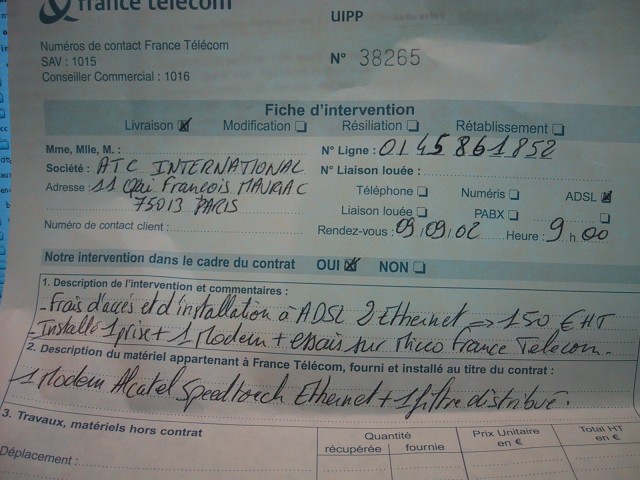 france telecom
UIPP
Numéros de contact France Télécom
SAV : 1015
Conseiller Commercial : 1016
N° 38265
Fiche d'intervention
Livraison Modification Résiliation Rétablissement
Mme, Mlle, M. :
N° Ligne : 01 45 861852
Société : ATC INTERNATIONAL
N° Liaison louée :
Adresse : 11 Quai François MAURIAC
Téléphone Numéris ADSL
75013 PARIS
Liaison louée PABX
Numéro de contact client :
Rendez-vous : 09/09/02 Heure : 9 h 00
Notre intervention dans le cadre du contrat OUI NON
1. Description de l'intervention et commentaires :
- Frais d'accés et d'installation à ADSL 2 Ethernet => 150 € HT
- Installé 1 prise + 1 Modem + essais sur Micro France Telecom.
2. Description du matériel appartenant à France Télécom, fourni et installé au titre du contrat :
1 Modem Alcatel Speedtouch Ethernet + 1 filtre distribué.
3. Travaux, matériels hors contrat
Quantité
récupérée fournie
Prix Unitaire
en €
Total HT
en €
Déplacement :